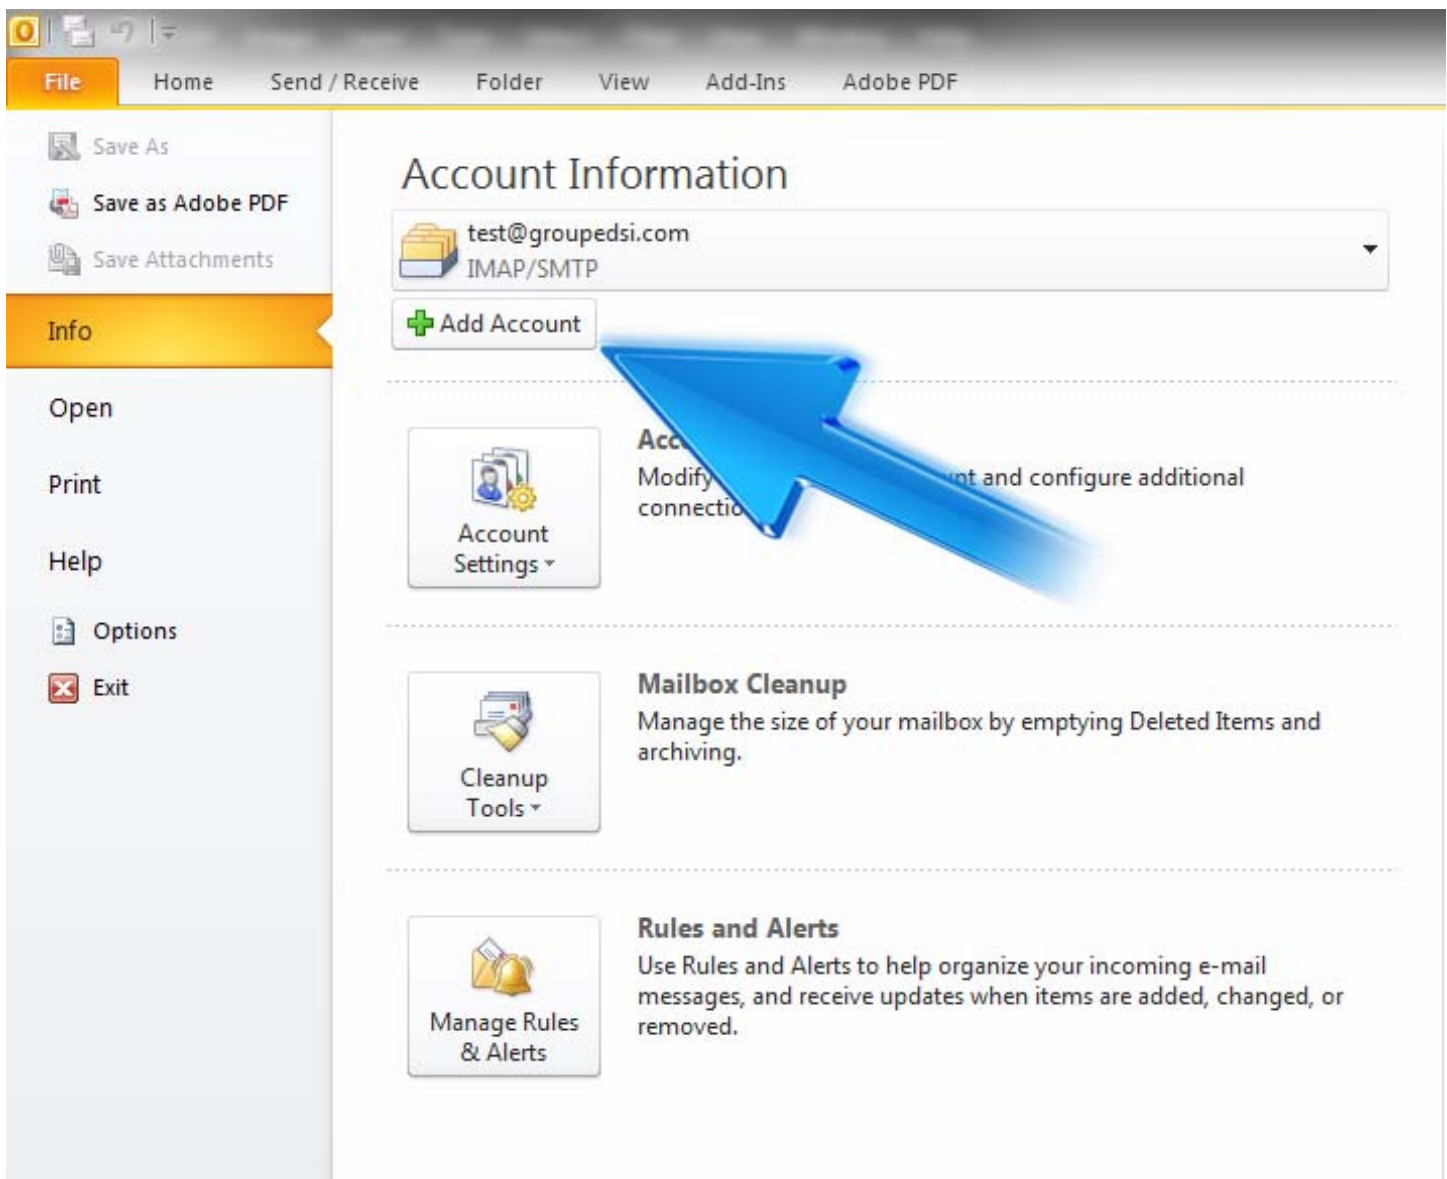 File Home Send / Receive Folder View Add-Ins Adobe PDF
Save As
Save as Adobe PDF
Save Attachments
Info
Open
Print
Help
Options
Exit
Account Information
test@groupedsi.com
IMAP/SMTP
Add Account
Account
Settings
Modify and configure additional
Mailbox Cleanup
Manage the size of your mailbox by emptying Deleted Items and
archiving.
Cleanup
Tools
Rules and Alerts
Use Rules and Alerts to help organize your incoming e-mail
messages, and receive updates when items are added, changed, or
removed.
Manage Rules
& Alerts